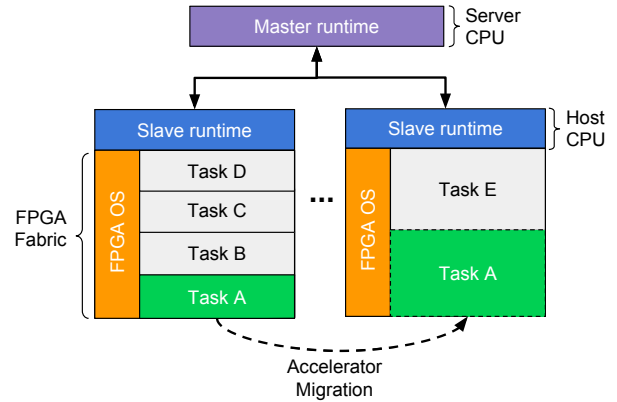 Master runtime
Server
CPU
Slave runtime
Slave runtime
Host
CPU
FPGA
Fabric
FPGA OS
Task D
Task C
Task B
Task A
...
FPGA OS
Task E
Task A
Accelerator
Migration